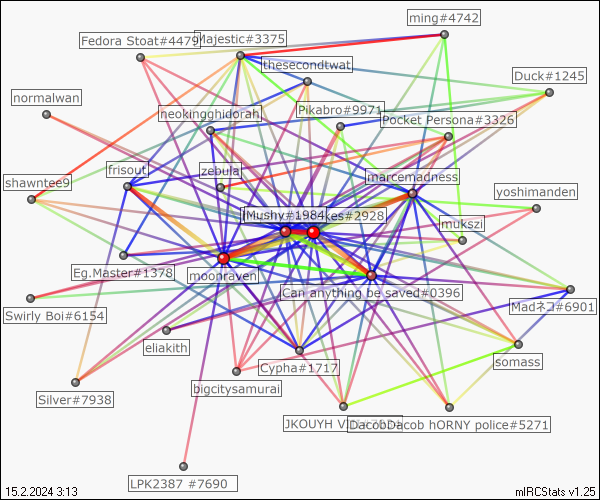 ming#4742
Fedora Stoat#4479
Majestic#3375
thesecondtwat
Duck#1245
normalwan
neokingghidorah
Pikabro#9971
Pocket Persona#3326
frisout
zebula
marcemadness
shawntee9
yoshimanden
Mushy#1984
kes#2928
mukszi
Eg.Master#1378
moonraven
Can anything be saved#0396
Madネコ#6901
Swirly Boi#6154
eliakith
Cypha#1717
somass
bigcitysamurai
Silver#7938
JKOUYH
Dacob hORNY police#5271
LPK2387 #7690
15.2.2024 3:13
mIRCStats v1.25